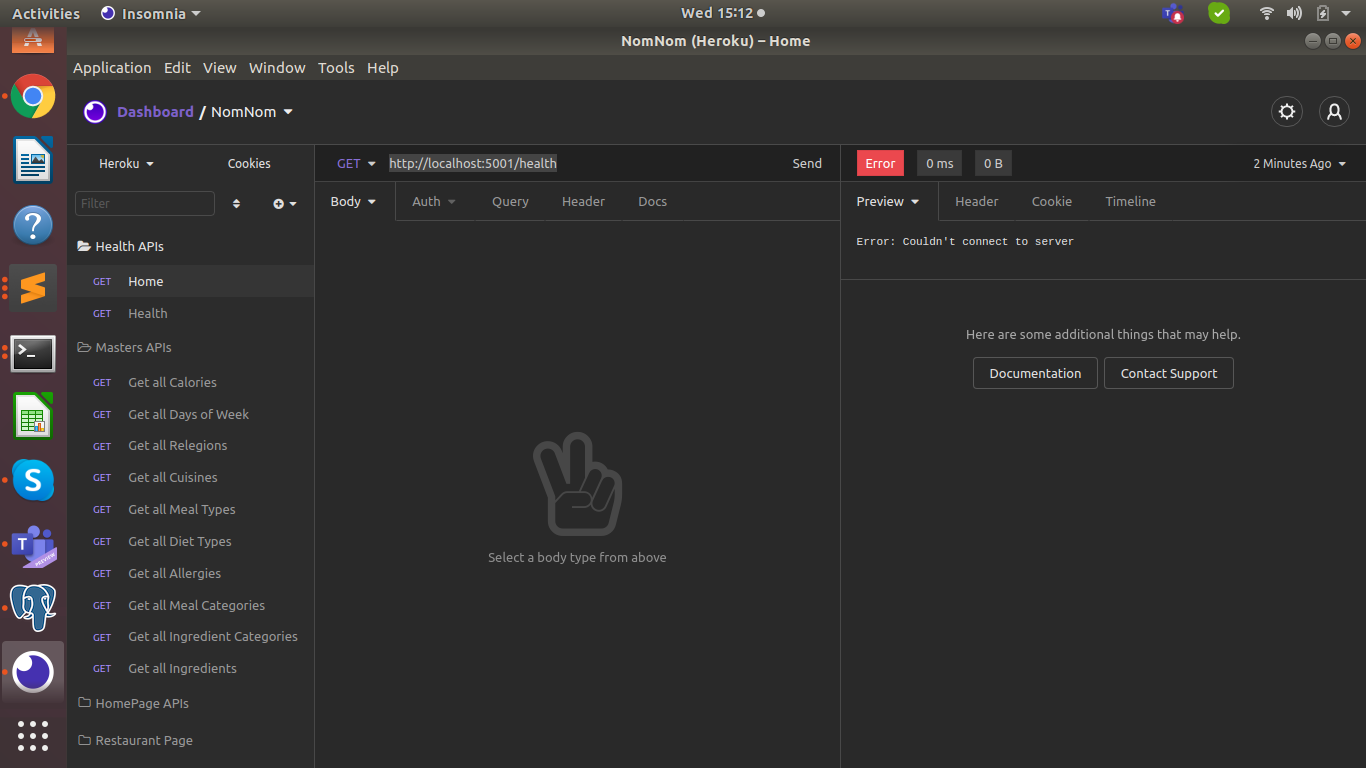 Activities Insomnia Wed 15:12
NomNom (Heroku) – Home
Application Edit View Window Tools Help
Dashboard / NomNom
Heroku Cookies GET http://localhost:5001/health Send Error 0 ms 0 B 2 Minutes Ago
Filter
Body Auth Query Header Docs
Preview Header Cookie Timeline
Health APIs
GET Home
GET Health
Masters APIs
GET Get all Calories
GET Get all Days of Week
GET Get all Relegions
GET Get all Cuisines
GET Get all Meal Types
GET Get all Diet Types
GET Get all Allergies
GET Get all Meal Categories
GET Get all Ingredient Categories
GET Get all Ingredients
HomePage APIs
Restaurant Page
Select a body type from above
Error: Couldn't connect to server
Here are some additional things that may help.
Documentation Contact Support
S
T
PREVIEW